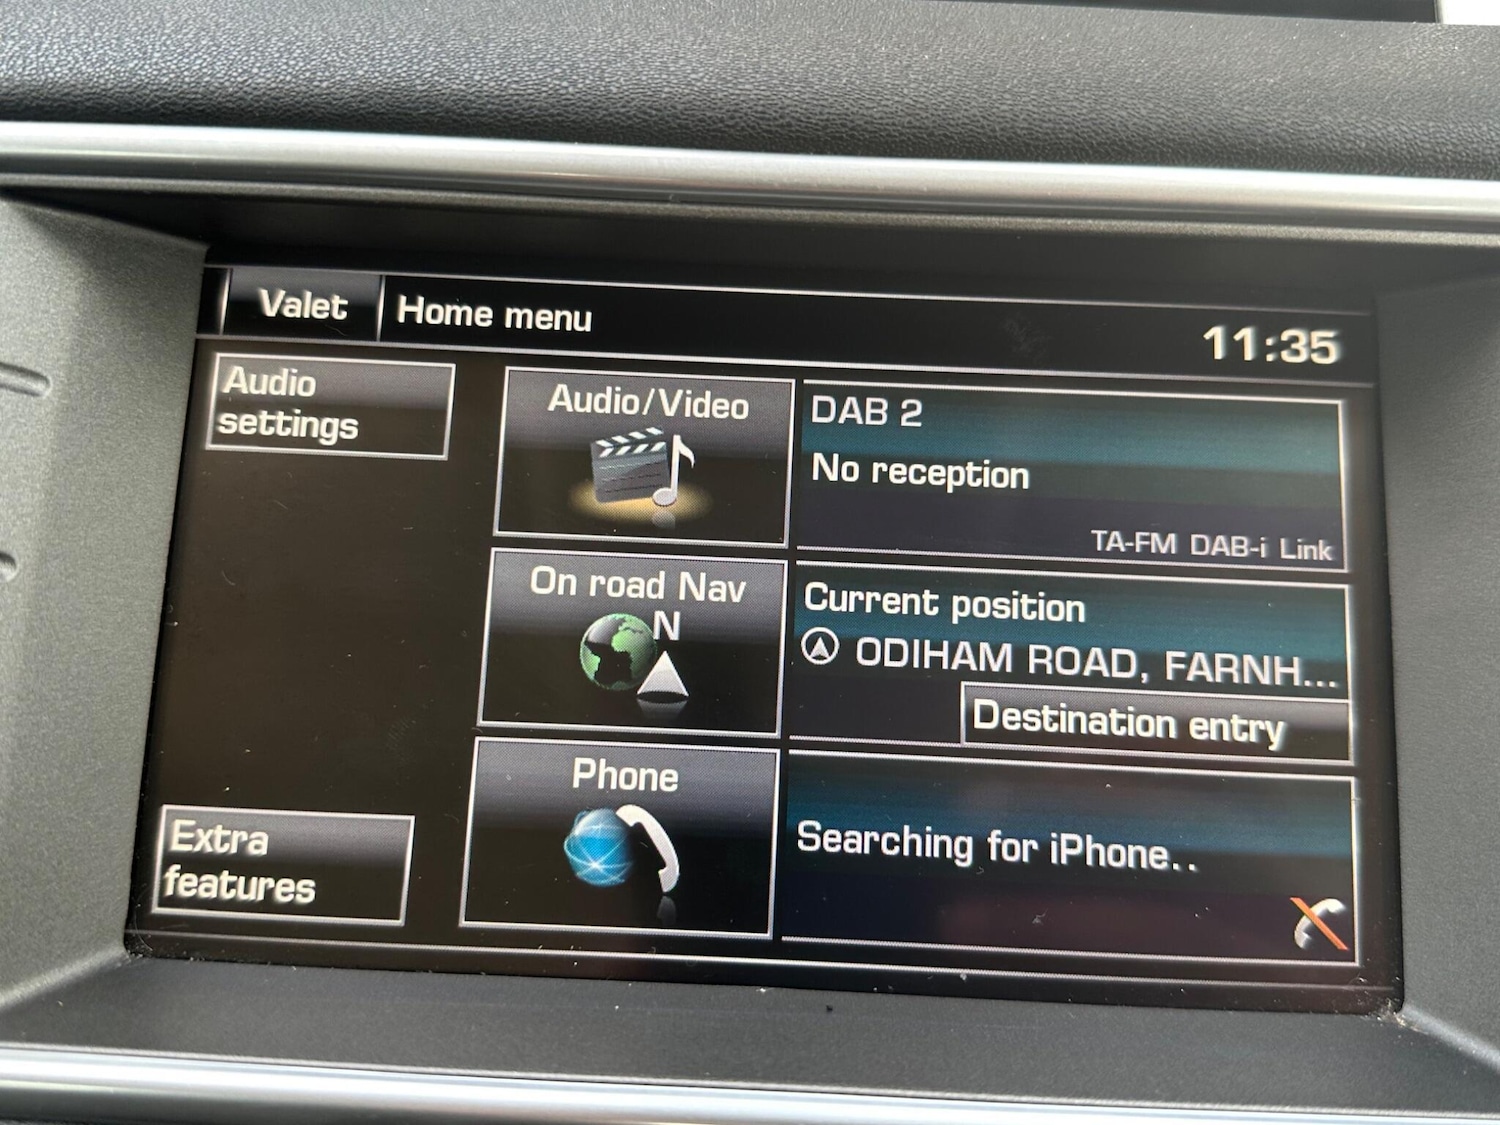 Valet
Home menu
11:35
Audio
settings
Audio/Video
DAB 2
No reception
TA-FM DAB-i Link
On road Nav
N
Current position
ODIHAM ROAD, FARNH...
Destination entry
Phone
Searching for iPhone..
Extra
features